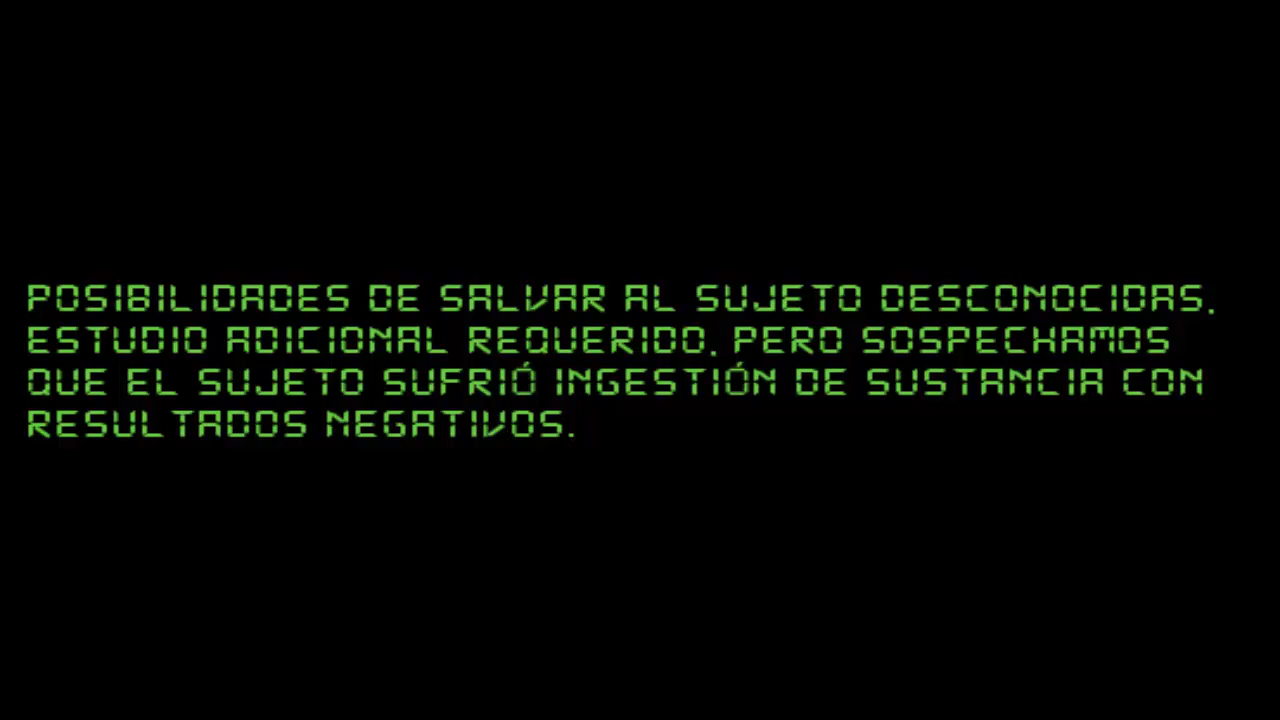 POSIBILIDADES DE SALVAR AL SUJETO DESCONOCIDAS.
ESTUDIO ADICIONAL REQUERIDO. PERO SOSPECHAMOS
QUE EL SUJETO SUFRIÓ INGESTIÓN DE SUSTANCIA CON
RESULTADOS NEGATIVOS.